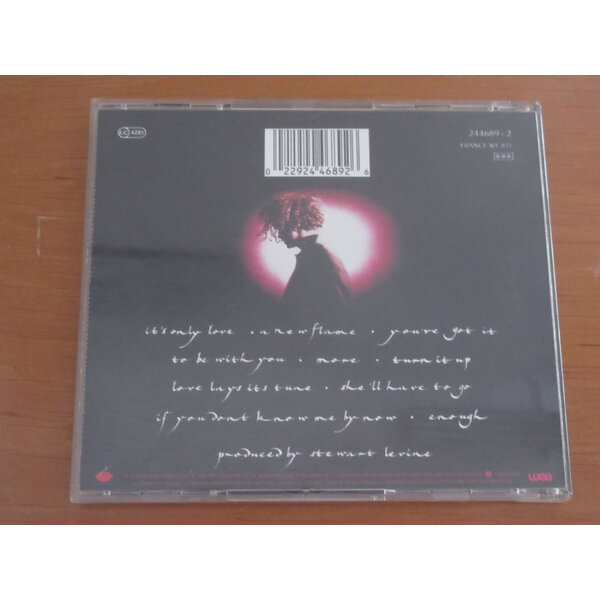 LC 4281
244689 - 2
FRANCE WE 851
0 22924 46892 6
it's only love · a new flame · you've got it
to be with you · more · turn it up
love lays its tune · she'll have to go
if you dont know me by now · enough
produced by stewart levine
wea